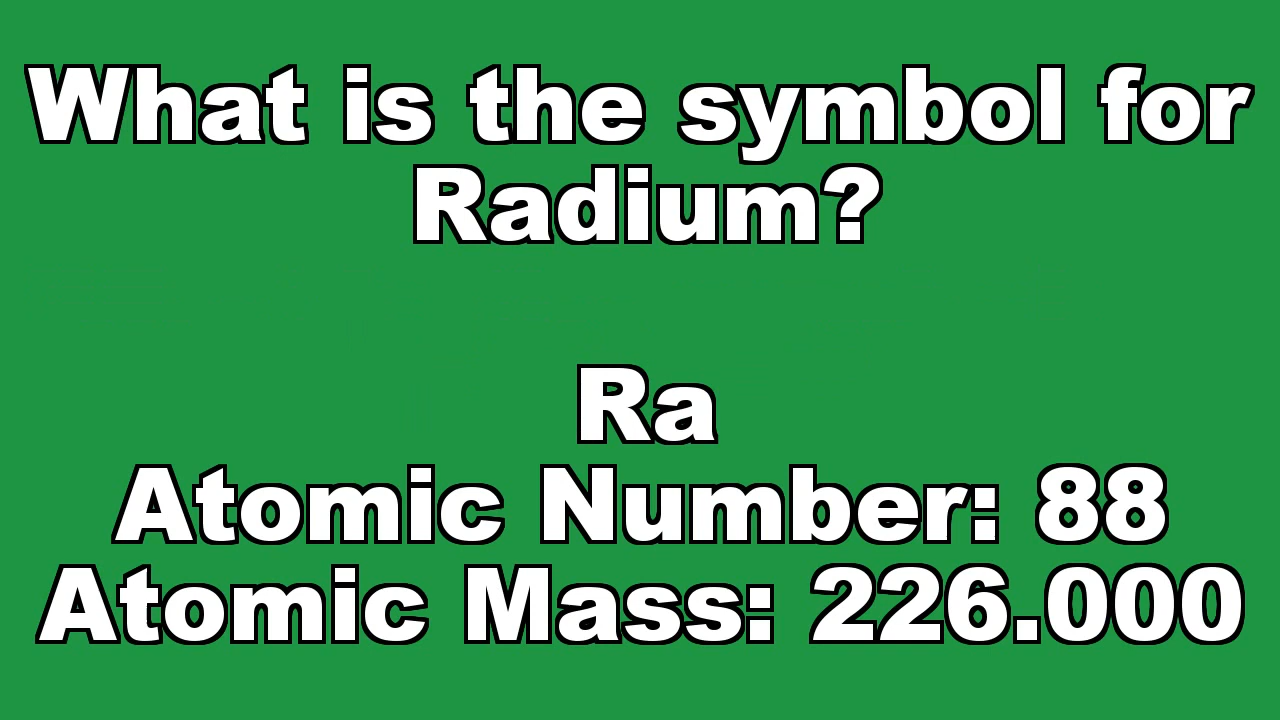 What is the symbol for
Radium?
Ra
Atomic Number: 88
Atomic Mass: 226.000